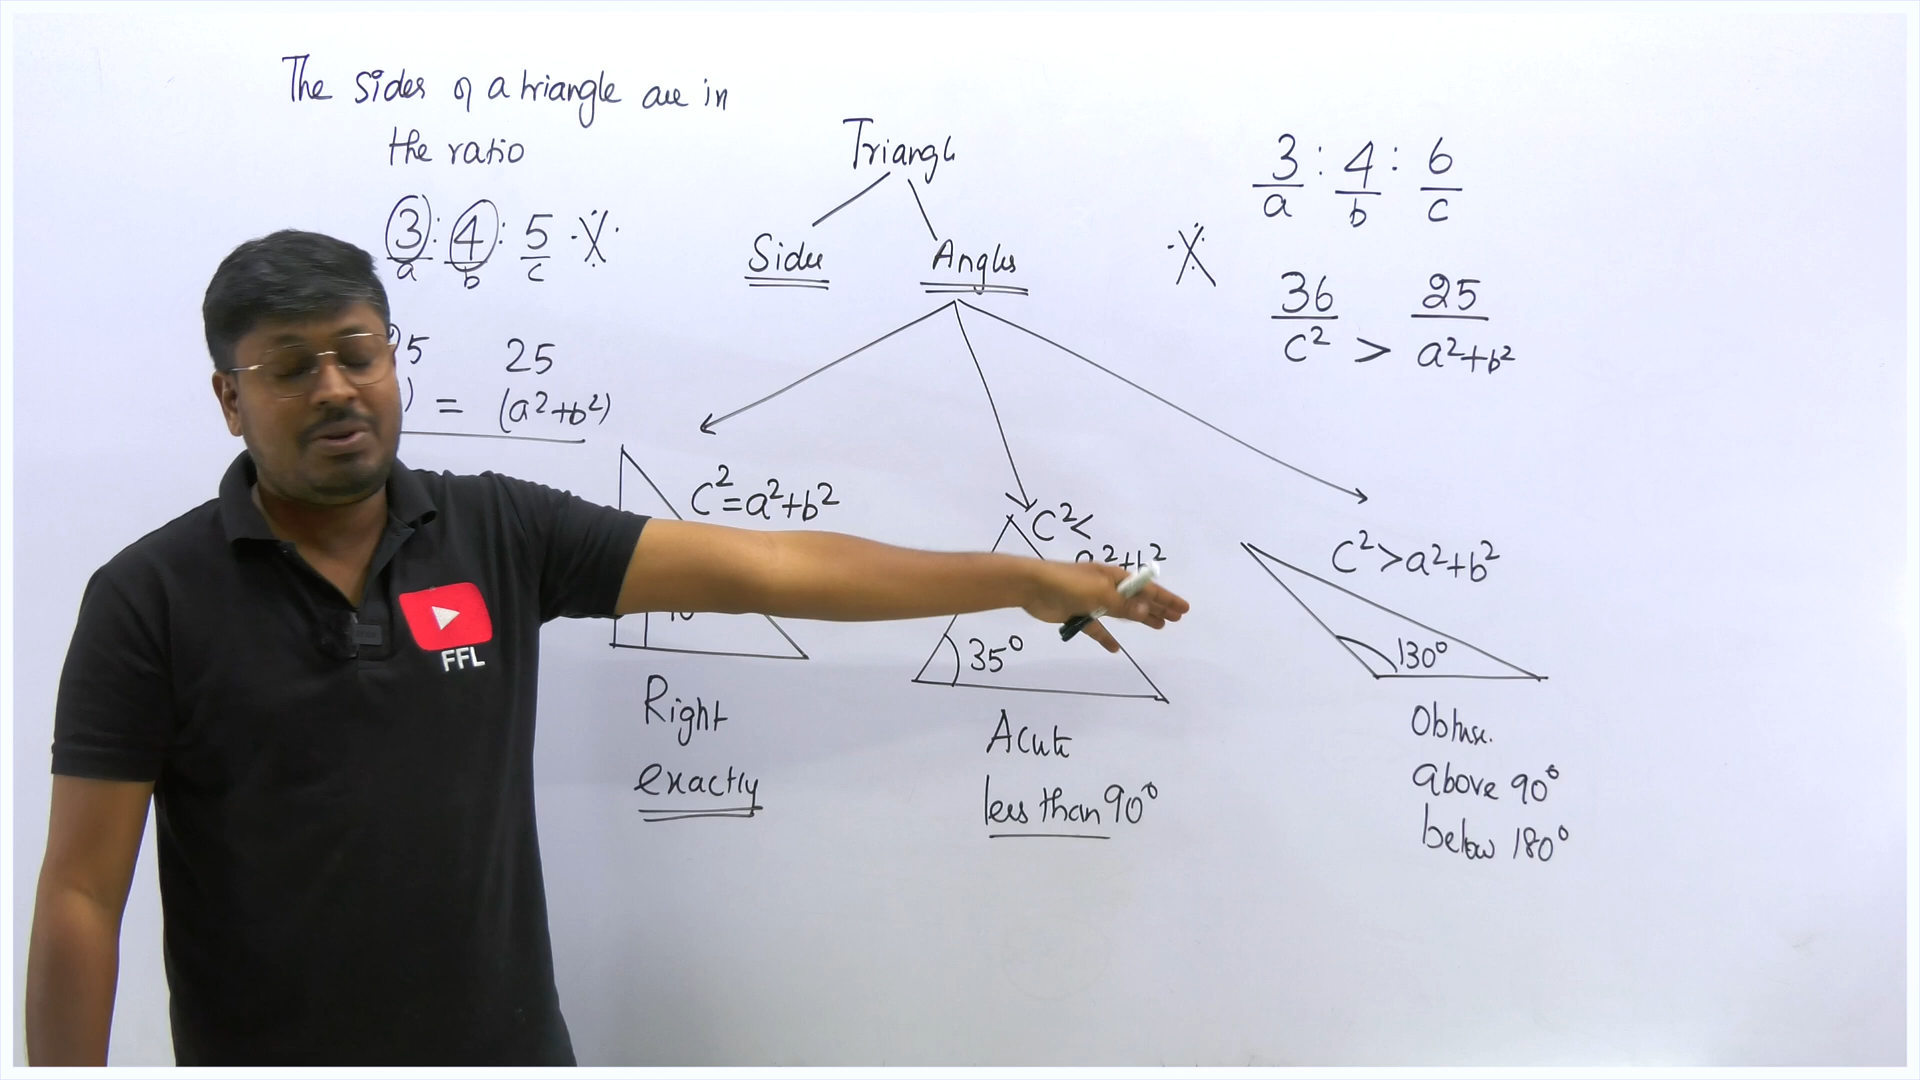 The sides of a triangle are in
the ratio
3 : 4 : 5
a b c
25 25
= (a²+b²)
Triangle
Sides
Angles
3 : 4 : 6
a b c
36 25
c² > a²+b²
C²=a²+b²
C²<
a²+b²
C²>a²+b²
35°
130°
Right
exactly
Acute
less than 90°
Obtuse.
above 90°
below 180°
FFL